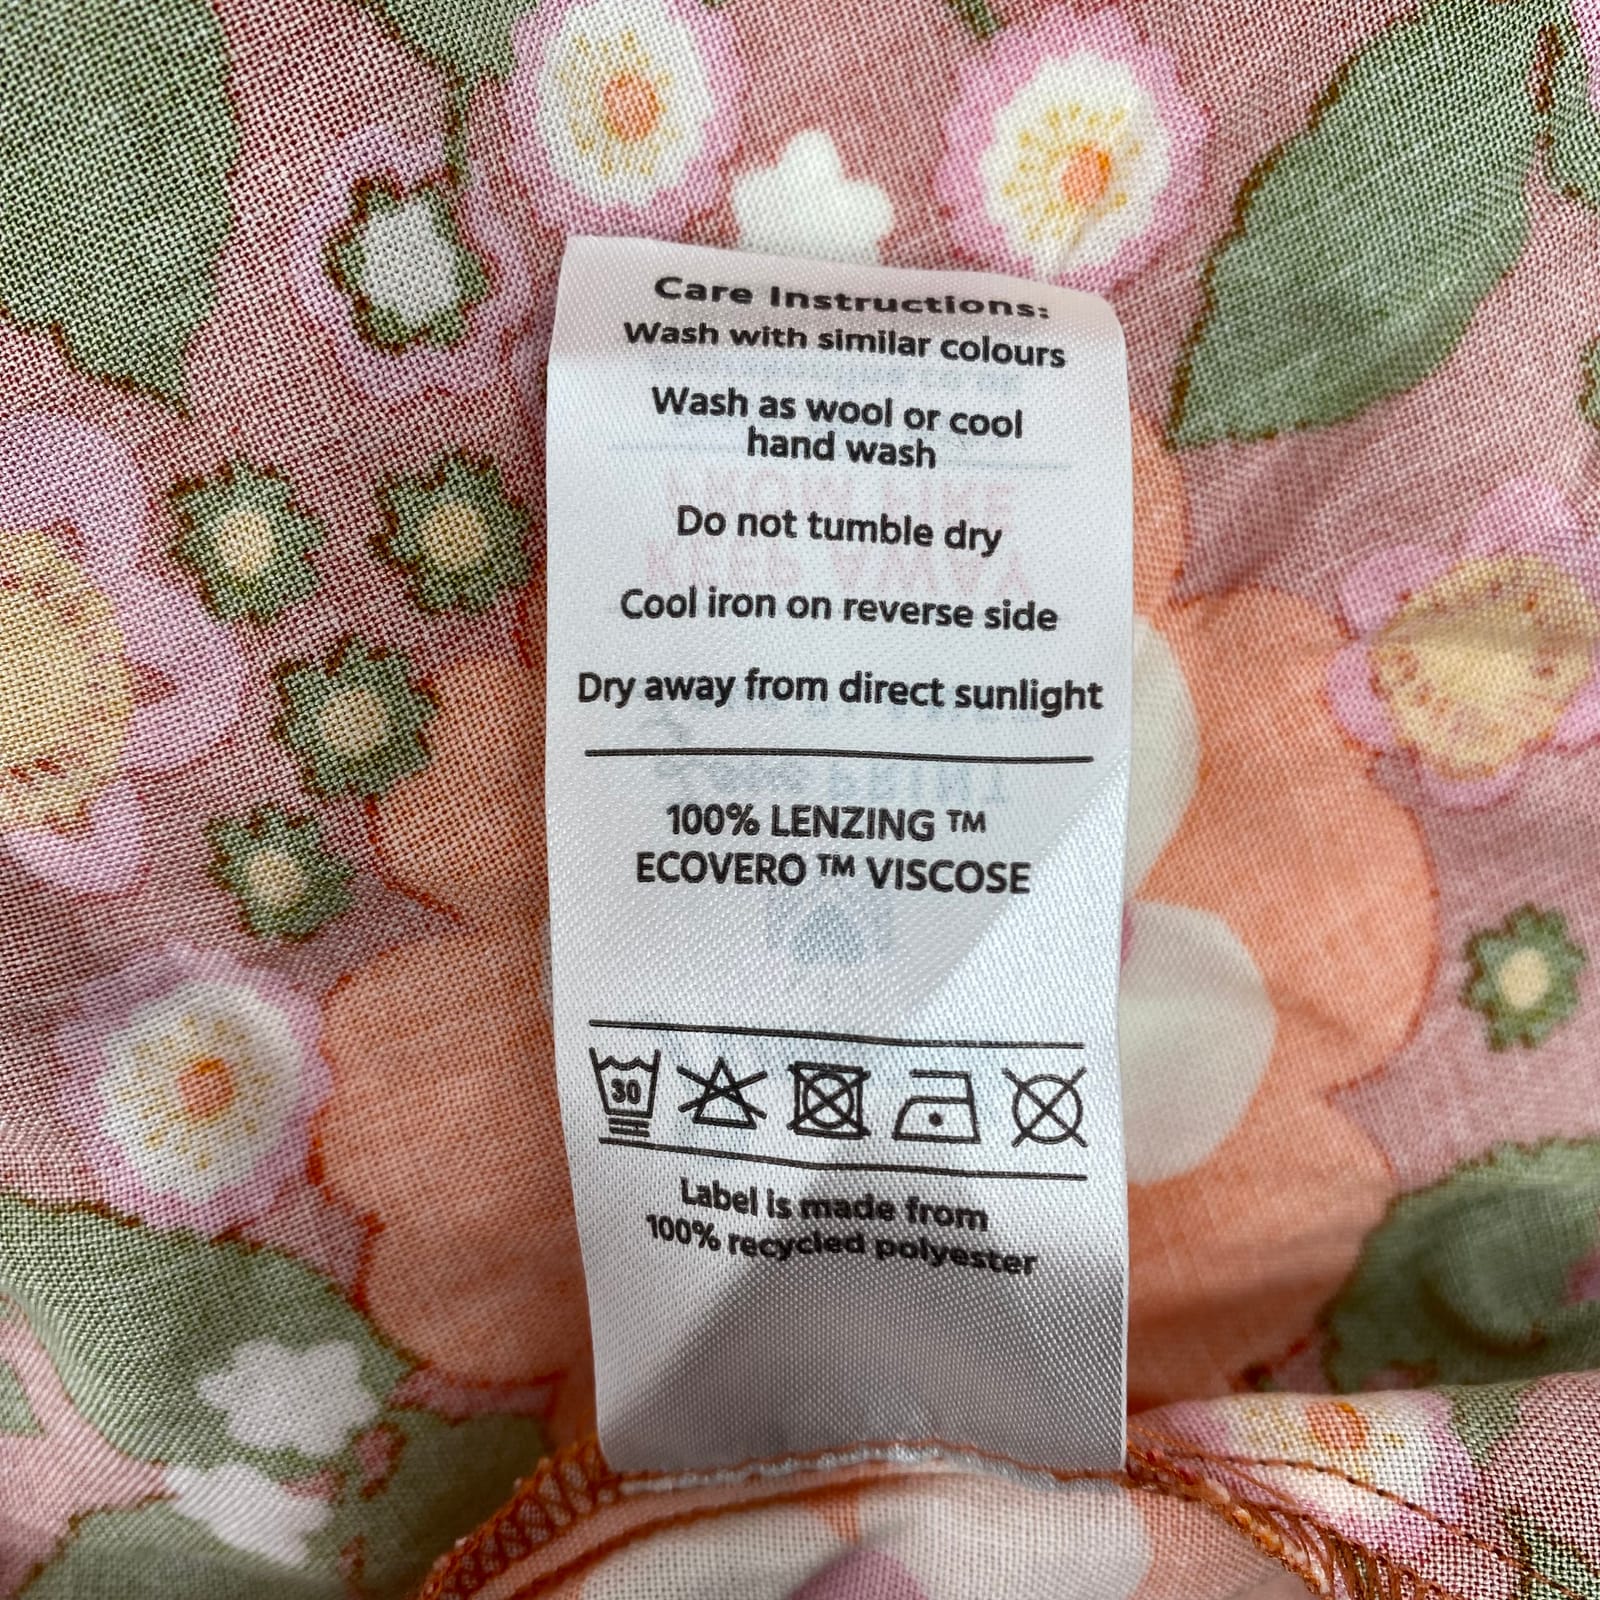 Care Instructions:
Wash with similar colours
Wash as wool or cool
hand wash
Do not tumble dry
Cool iron on reverse side
Dry away from direct sunlight
100% LENZING ™
ECOVERO ™ VISCOSE
30
Label is made from
100% recycled polyester